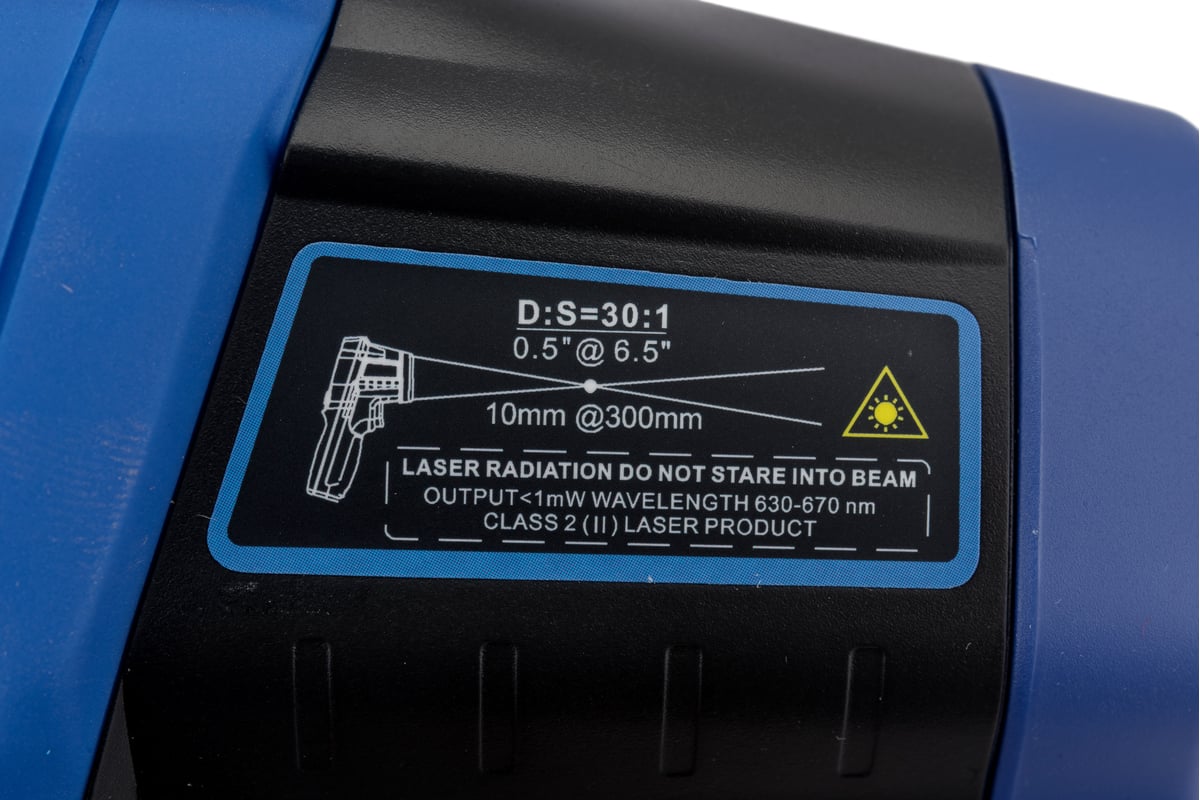 D:S=30:1
0.5"@ 6.5"
10mm @300mm
LASER RADIATION DO NOT STARE INTO BEAM
OUTPUT<1mW WAVELENGTH 630-670 nm
CLASS 2 (II) LASER PRODUCT